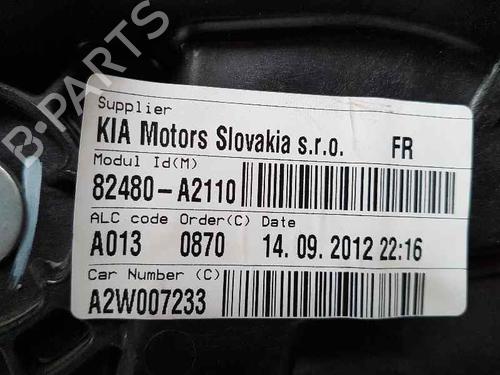 B-PARTS
Supplier
KIA Motors Slovakia s.r.o. FR
Modul Id(M)
82480-A2110
ALC code Order(C) Date
A013 0870 14. 09. 2012 22:16
Car Number (C)
A2W007233